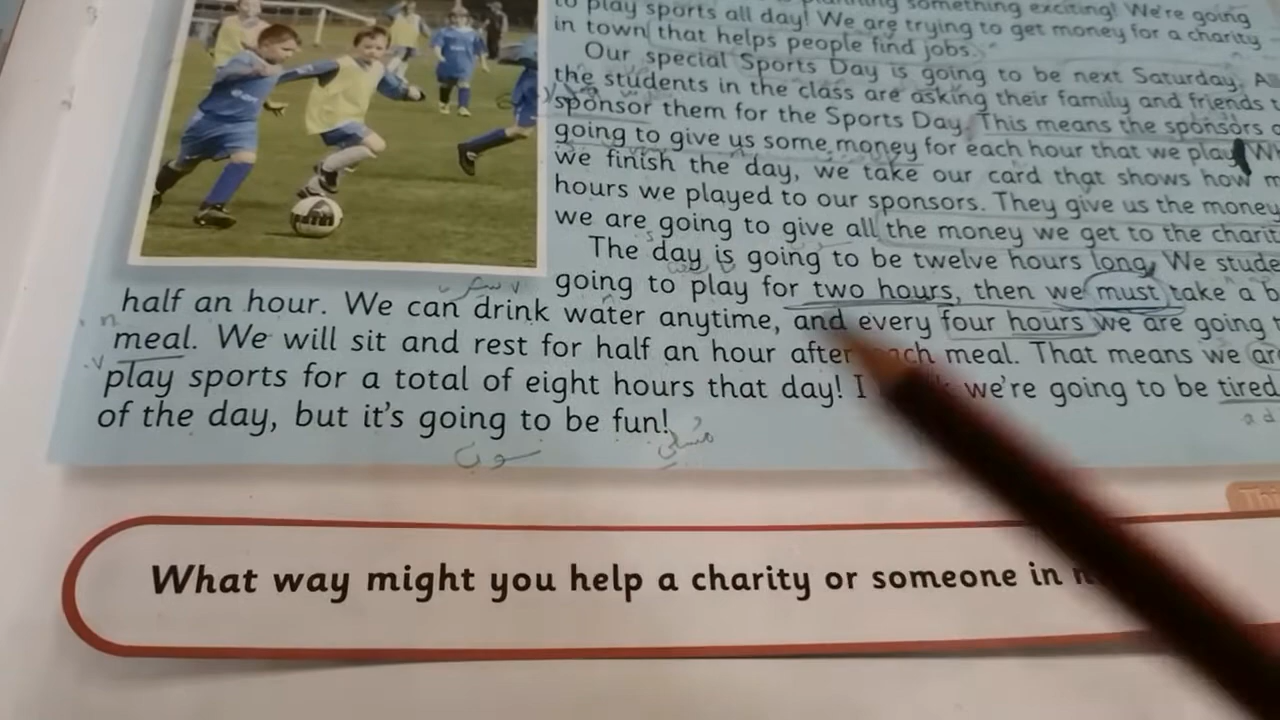 to play sports all day! We are trying to get money for a charity
something exciting! We're going
in town that helps people find jobs.
Our special Sports Day is going to be next Saturday. All
the students in the class are asking their family and friends
sponsor them for the Sports Day. This means the sponsors
going to give us some money for each hour that we play.
we finish the day, we take our card that shows how
hours we played to our sponsors. They give us the money
we are going to give all the money we get to the
The day is going to be twelve hours long. We
going to play for two hours, then we must take a
half an hour. We can drink water anytime, and every four hours we are going
meal. We will sit and rest for half an hour after each meal. That means we
play sports for a total of eight hours that day! I we're going to be tired
of the day, but it's going to be fun!
What way might you help a charity or someone in